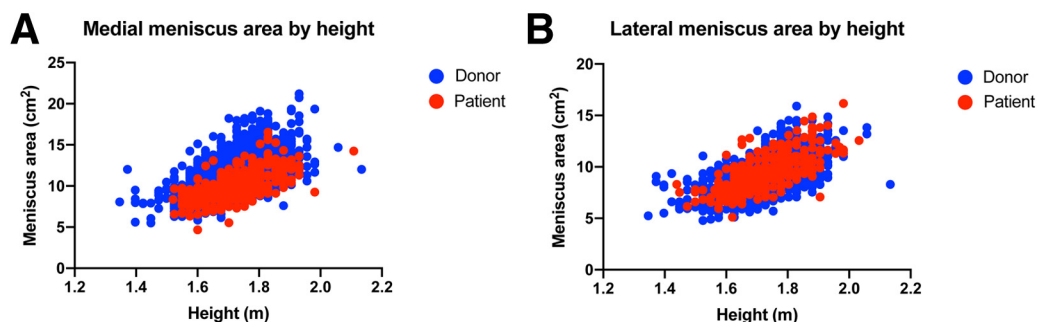 A
Medial meniscus area by height
Meniscus area (cm²)
25
20
15
10
5
0
1.2 1.4 1.6 1.8 2.0 2.2
Height (m)
Donor
Patient
B
Lateral meniscus area by height
Meniscus area (cm²)
20
15
10
5
0
1.2 1.4 1.6 1.8 2.0 2.2
Height (m)
Donor
Patient